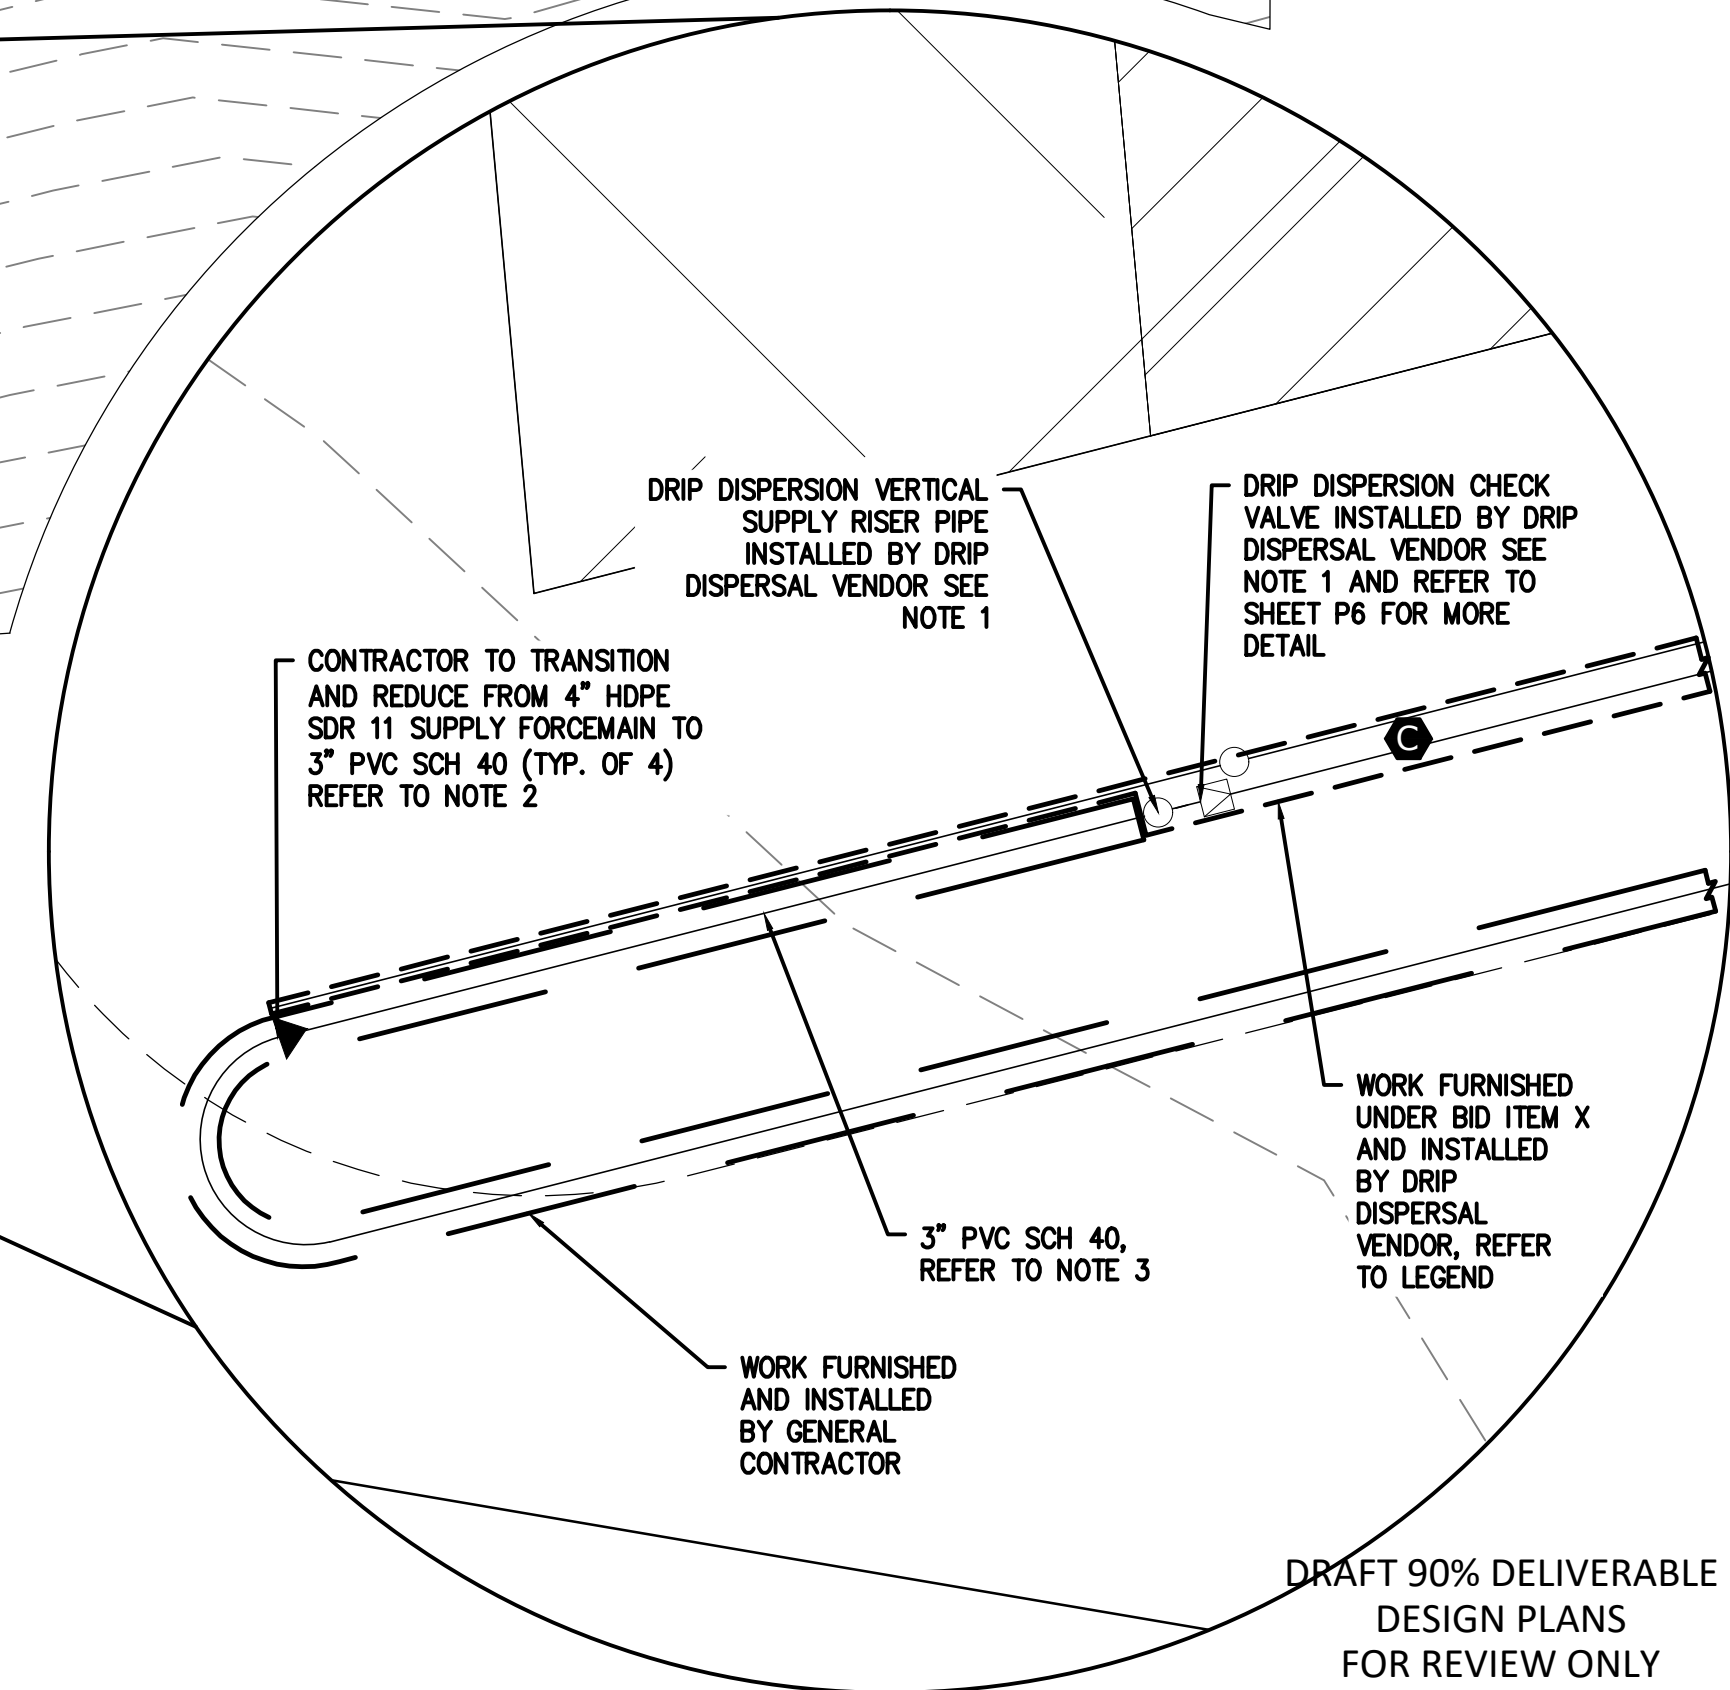 DRIP DISPERSION VERTICAL
SUPPLY RISER PIPE
INSTALLED BY DRIP
DISPERSAL VENDOR SEE
NOTE 1
DRIP DISPERSION CHECK
VALVE INSTALLED BY DRIP
DISPERSAL VENDOR SEE
NOTE 1 AND REFER TO
SHEET P6 FOR MORE
DETAIL
CONTRACTOR TO TRANSITION
AND REDUCE FROM 4" HDPE
SDR 11 SUPPLY FORCEMAIN TO
3" PVC SCH 40 (TYP. OF 4)
REFER TO NOTE 2
C
WORK FURNISHED
UNDER BID ITEM X
AND INSTALLED
BY DRIP
DISPERSAL
VENDOR, REFER
TO LEGEND
3" PVC SCH 40,
REFER TO NOTE 3
WORK FURNISHED
AND INSTALLED
BY GENERAL
CONTRACTOR
DRAFT 90% DELIVERABLE
DESIGN PLANS
FOR REVIEW ONLY